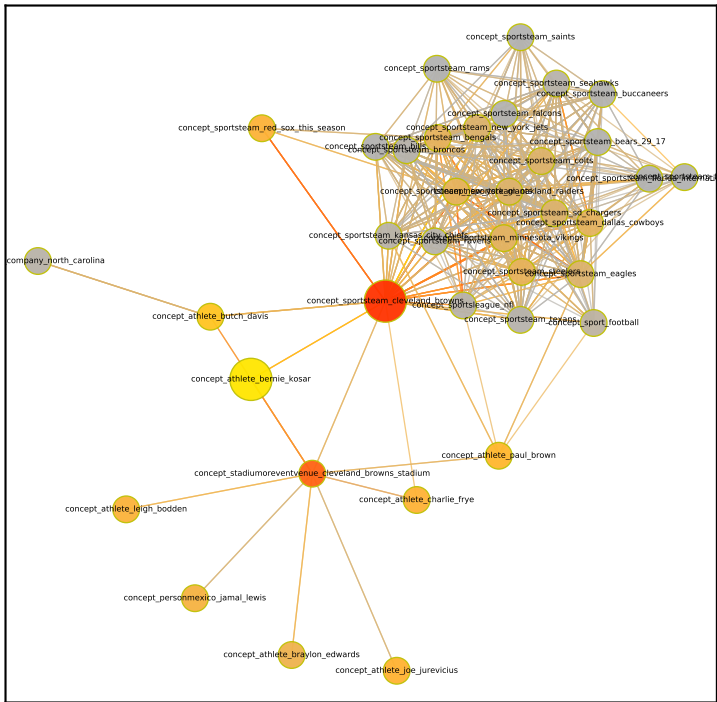 concept_sportsteam_saints
concept_sportsteam_rams
concept_sportsteam_seahawks
concept_sportsteam_buccaneers
concept_sportsteam_falcons
concept_sportsteam_red_sox_this_season
concept_sportsteam_new_york_jets
concept_sportsteam_bengals
concept_sportsteam_bears_29_17
concept_sportsteam_bills
concept_sportsteam_broncos
concept_sportsteam_colts
concept_sportsteam_sd_chargers
concept_sportsteam_dallas_cowboys
concept_sportsteam_kansas_city_chiefs
concept_sportsteam_ravens
concept_sportsteam_minnesota_vikings
company_north_carolina
concept_sportsteam_steelers
concept_sportsteam_eagles
concept_sportsteam_cleveland_browns
concept_sportsleague_nfl
concept_athlete_butch_davis
concept_sportsteam_texans
concept_sport_football
concept_athlete_bernie_kosar
concept_athlete_paul_brown
concept_stadiumoreventvenue_cleveland_browns_stadium
concept_athlete_charlie_frye
concept_athlete_leigh_bodden
concept_personmexico_jamal_lewis
concept_athlete_braylon_edwards
concept_athlete_joe_jurevicius